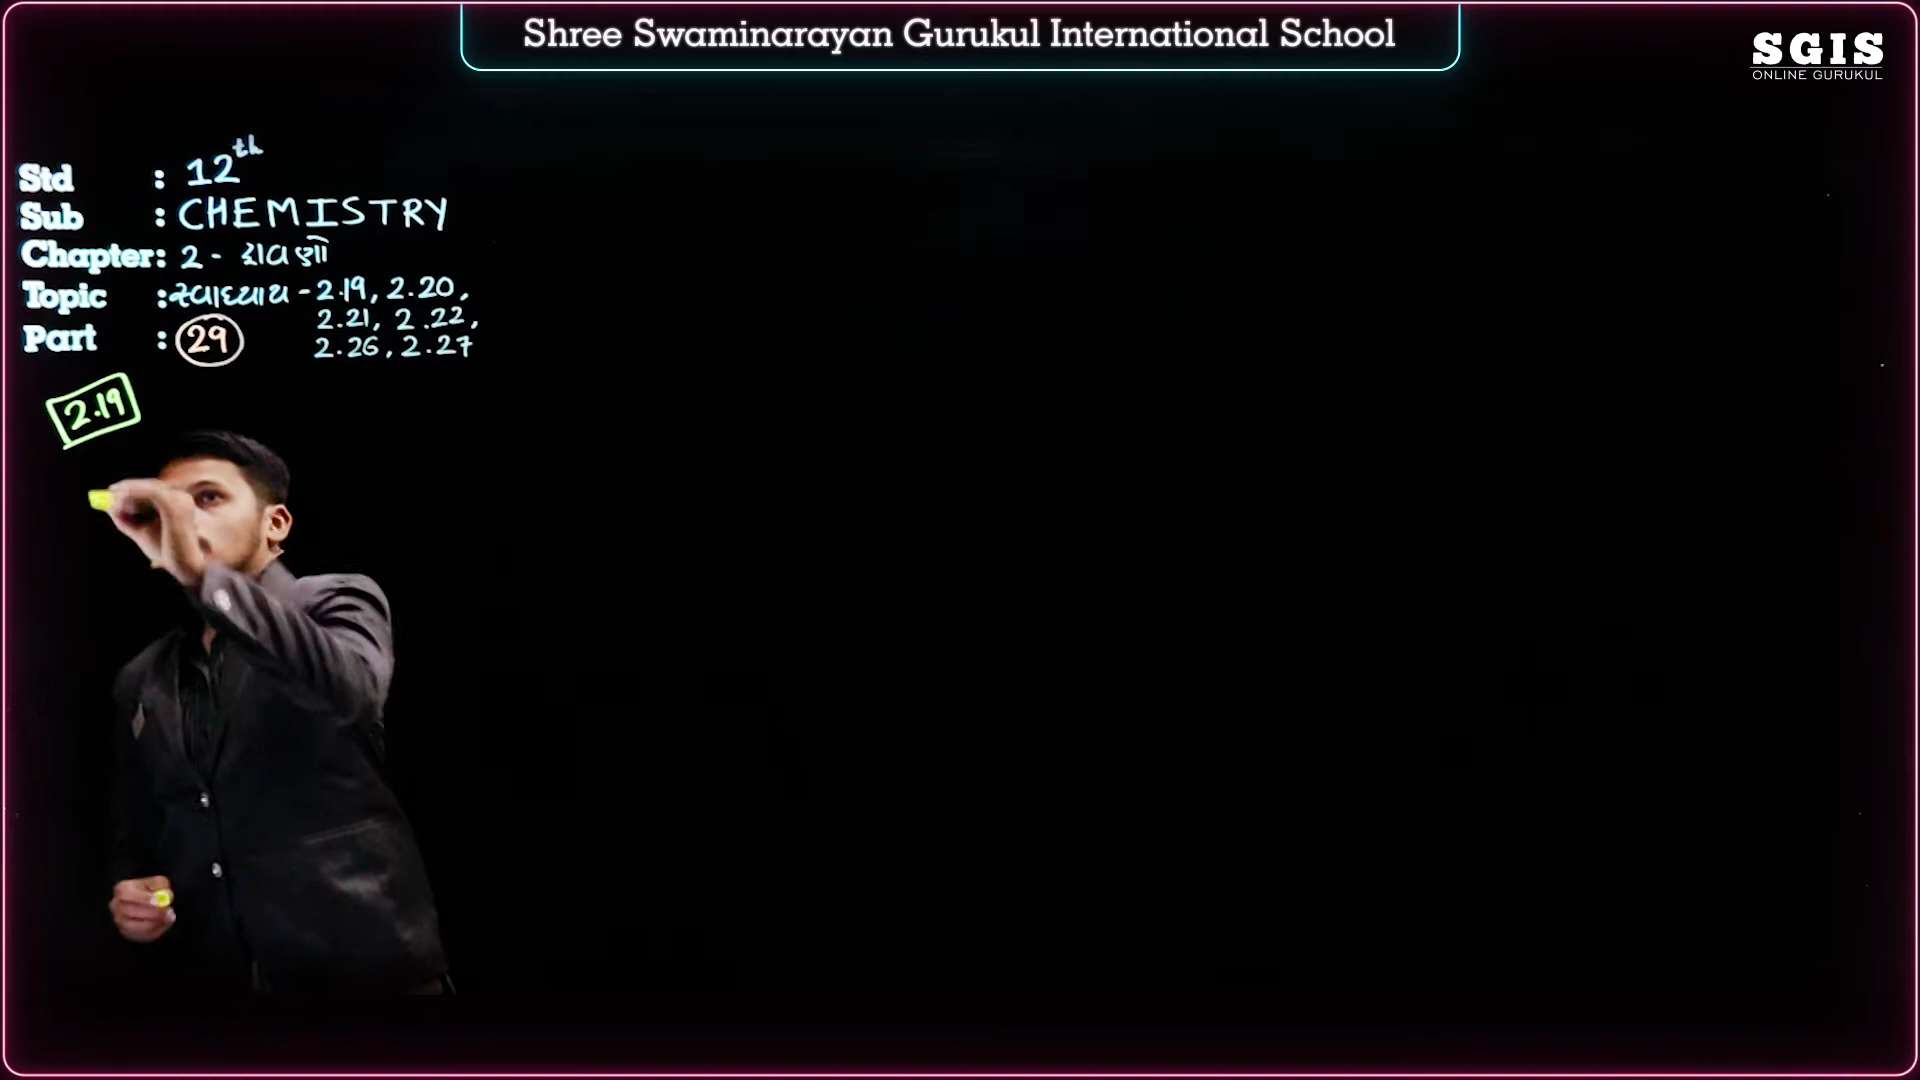 Shree Swaminarayan Gurukul International School
SGIS
ONLINE GURUKUL
Std : 12th
Sub : CHEMISTRY
Chapter : 2 - દ્રાવણો
Topic : સ્વાધ્યાય - 2.19, 2.20,
2.21, 2.22,
2.26, 2.27
Part : 29
2.19